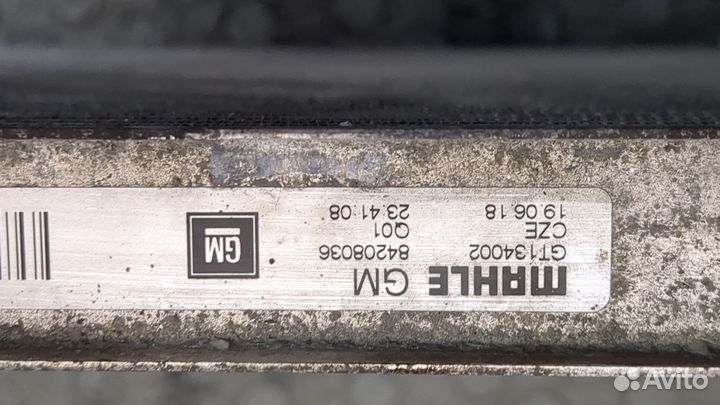 MAHLE GM
GT134002 84208036
CZE Q01
19.06.18 23:41:08
GM
Avito